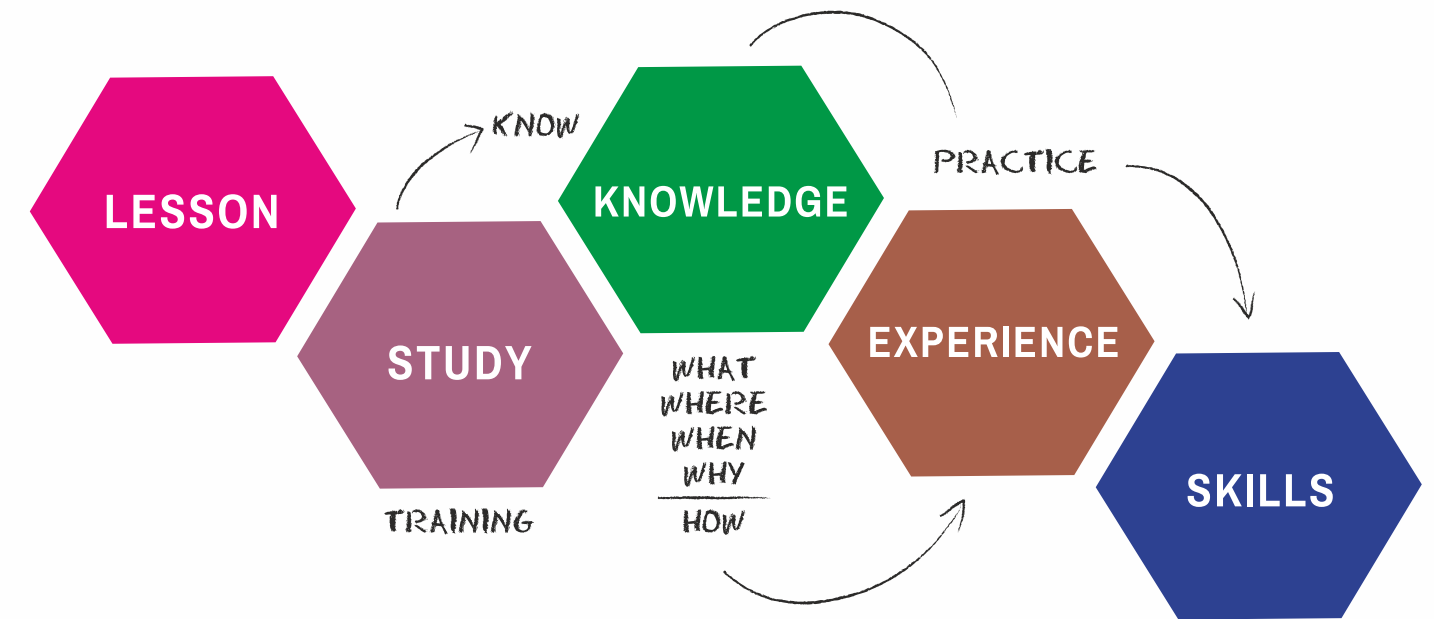 LESSON
STUDY
TRAINING
KNOW
KNOWLEDGE
WHAT
WHERE
WHEN
WHY
HOW
PRACTICE
EXPERIENCE
SKILLS